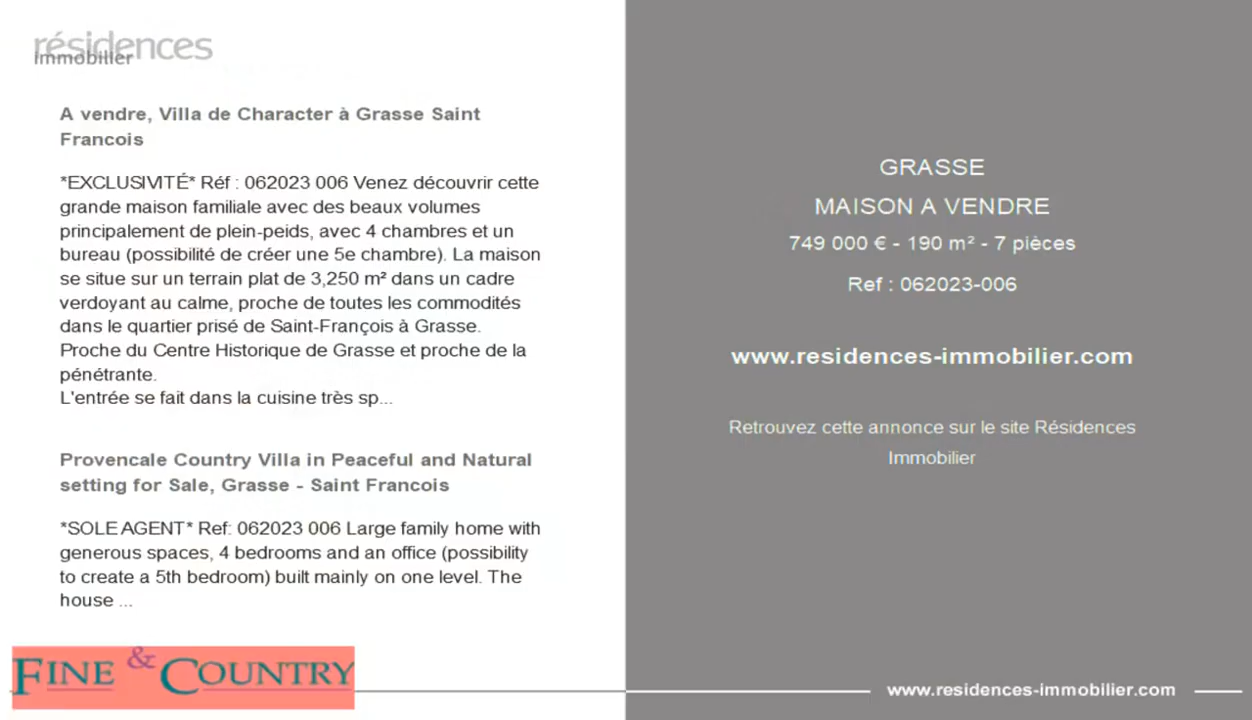 résidences
immobilier
A vendre, Villa de Character à Grasse Saint
Francois
*EXCLUSIVITÉ* Réf : 062023 006 Venez découvrir cette
grande maison familiale avec des beaux volumes
principalement de plein-peids, avec 4 chambres et un
bureau (possibilité de créer une 5e chambre). La maison
se situe sur un terrain plat de 3,250 m² dans un cadre
verdoyant au calme, proche de toutes les commodités
dans le quartier prisé de Saint-François à Grasse.
Proche du Centre Historique de Grasse et proche de la
pénétrante.
L'entrée se fait dans la cuisine très sp...
Provencale Country Villa in Peaceful and Natural
setting for Sale, Grasse - Saint Francois
*SOLE AGENT* Ref: 062023 006 Large family home with
generous spaces, 4 bedrooms and an office (possibility
to create a 5th bedroom) built mainly on one level. The
house ...
FINE & COUNTRY
GRASSE
MAISON A VENDRE
749 000 € - 190 m² - 7 pièces
Ref : 062023-006
www.residences-immobilier.com
Retrouvez cette annonce sur le site Résidences
Immobilier
www.residences-immobilier.com